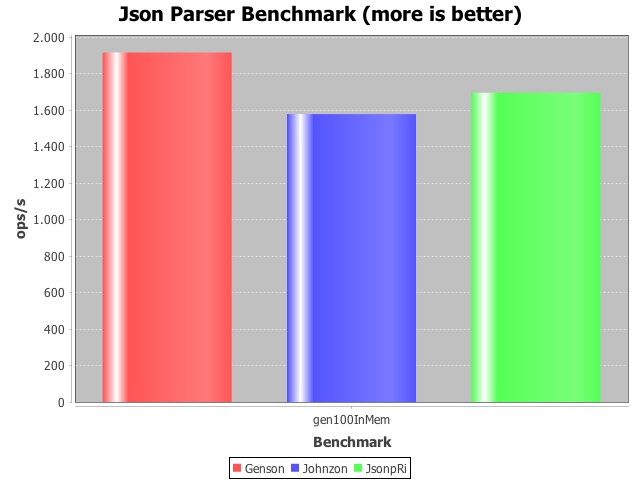 Json Parser Benchmark (more is better)
2.000
1.800
1.600
1.400
1.200
1.000
800
600
400
200
0
ops/s
gen100InMem
Benchmark
Genson Johnzon JsonpRi